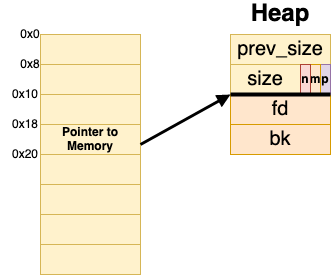 Heap
0x0
prev_size
0x8
size n m p
0x10
fd
0x18
Pointer to
Memory
bk
0x20